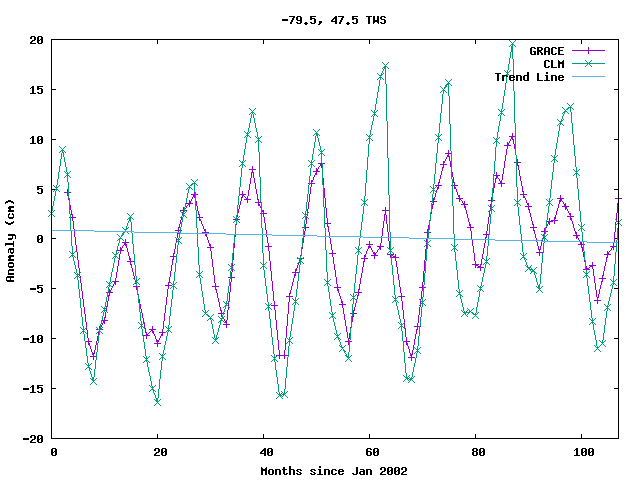 -79.5, 47.5 TWS
GRACE
CLM
Trend Line
20
15
10
5
0
-5
-10
-15
-20
Anomaly (cm)
0 20 40 60 80 100
Months since Jan 2002